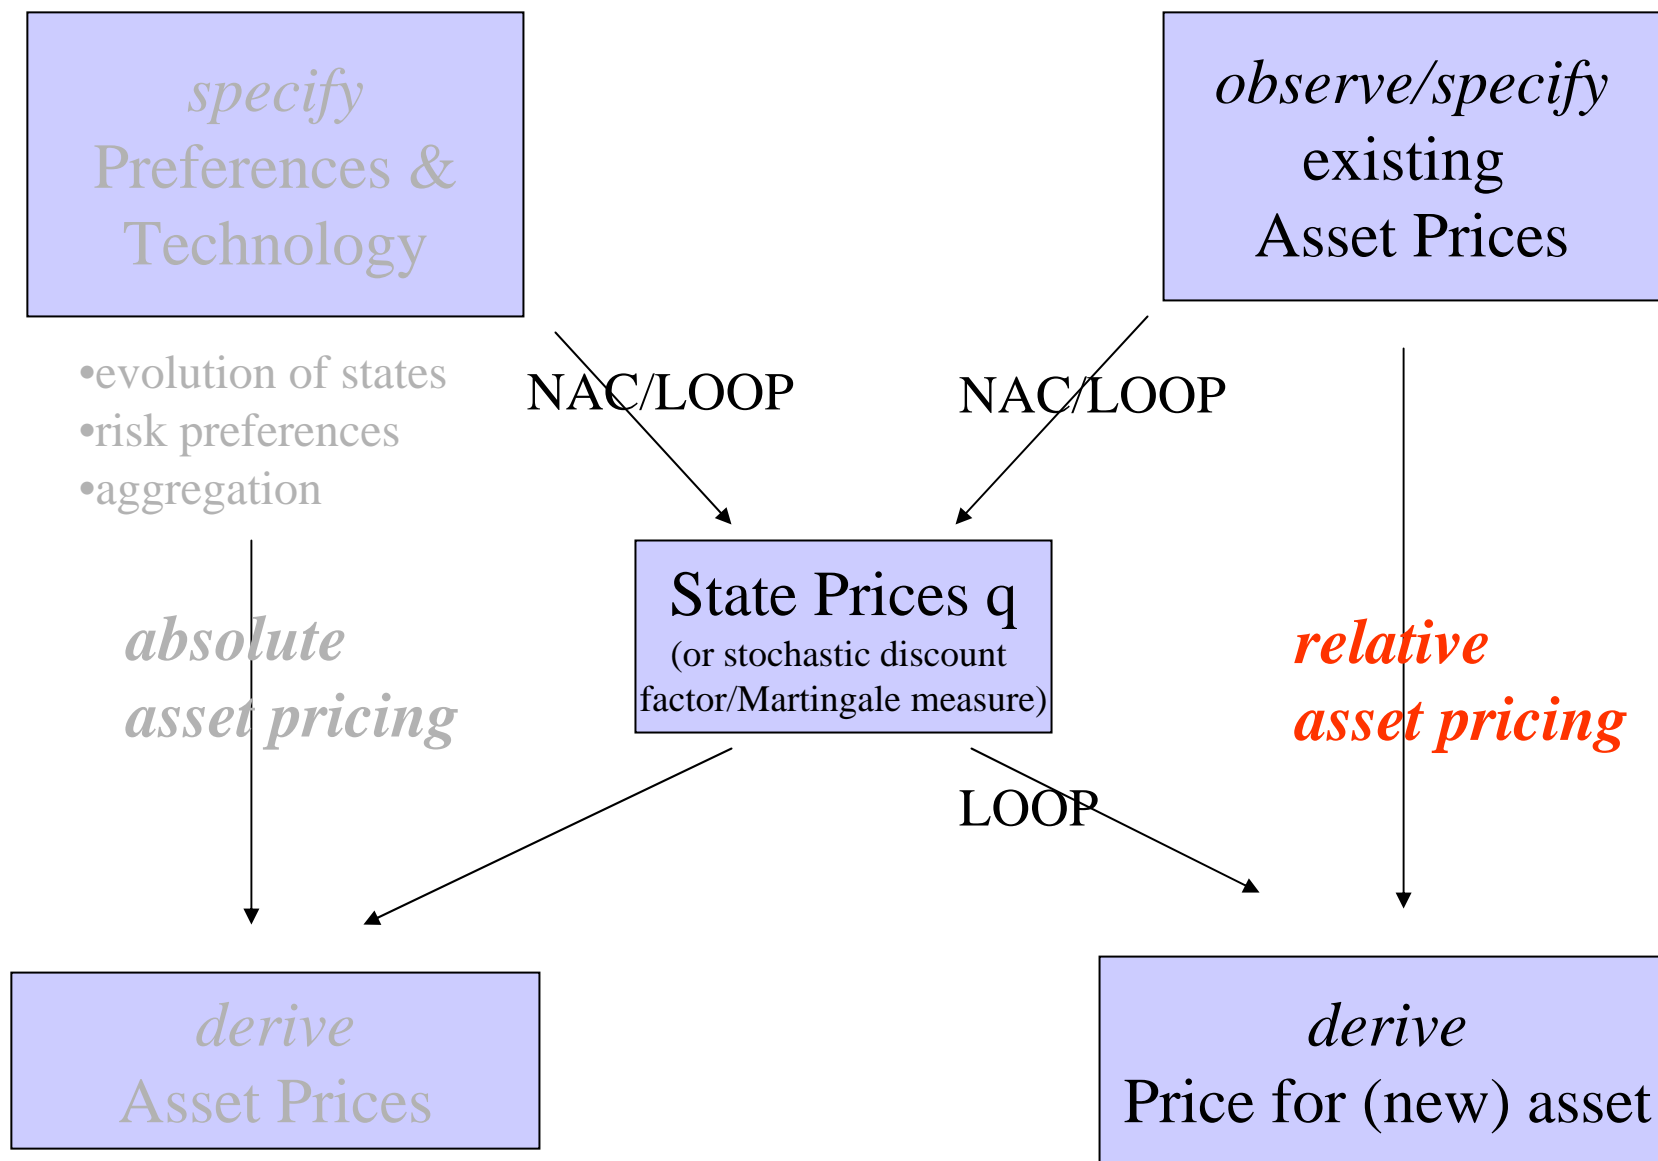 specify
Preferences &
Technology
observe/specify
existing
Asset Prices
•evolution of states
•risk preferences
•aggregation
NAC/LOOP
NAC/LOOP
State Prices q
(or stochastic discount
factor/Martingale measure)
absolute
asset pricing
relative
asset pricing
LOOP
derive
Asset Prices
derive
Price for (new) asset